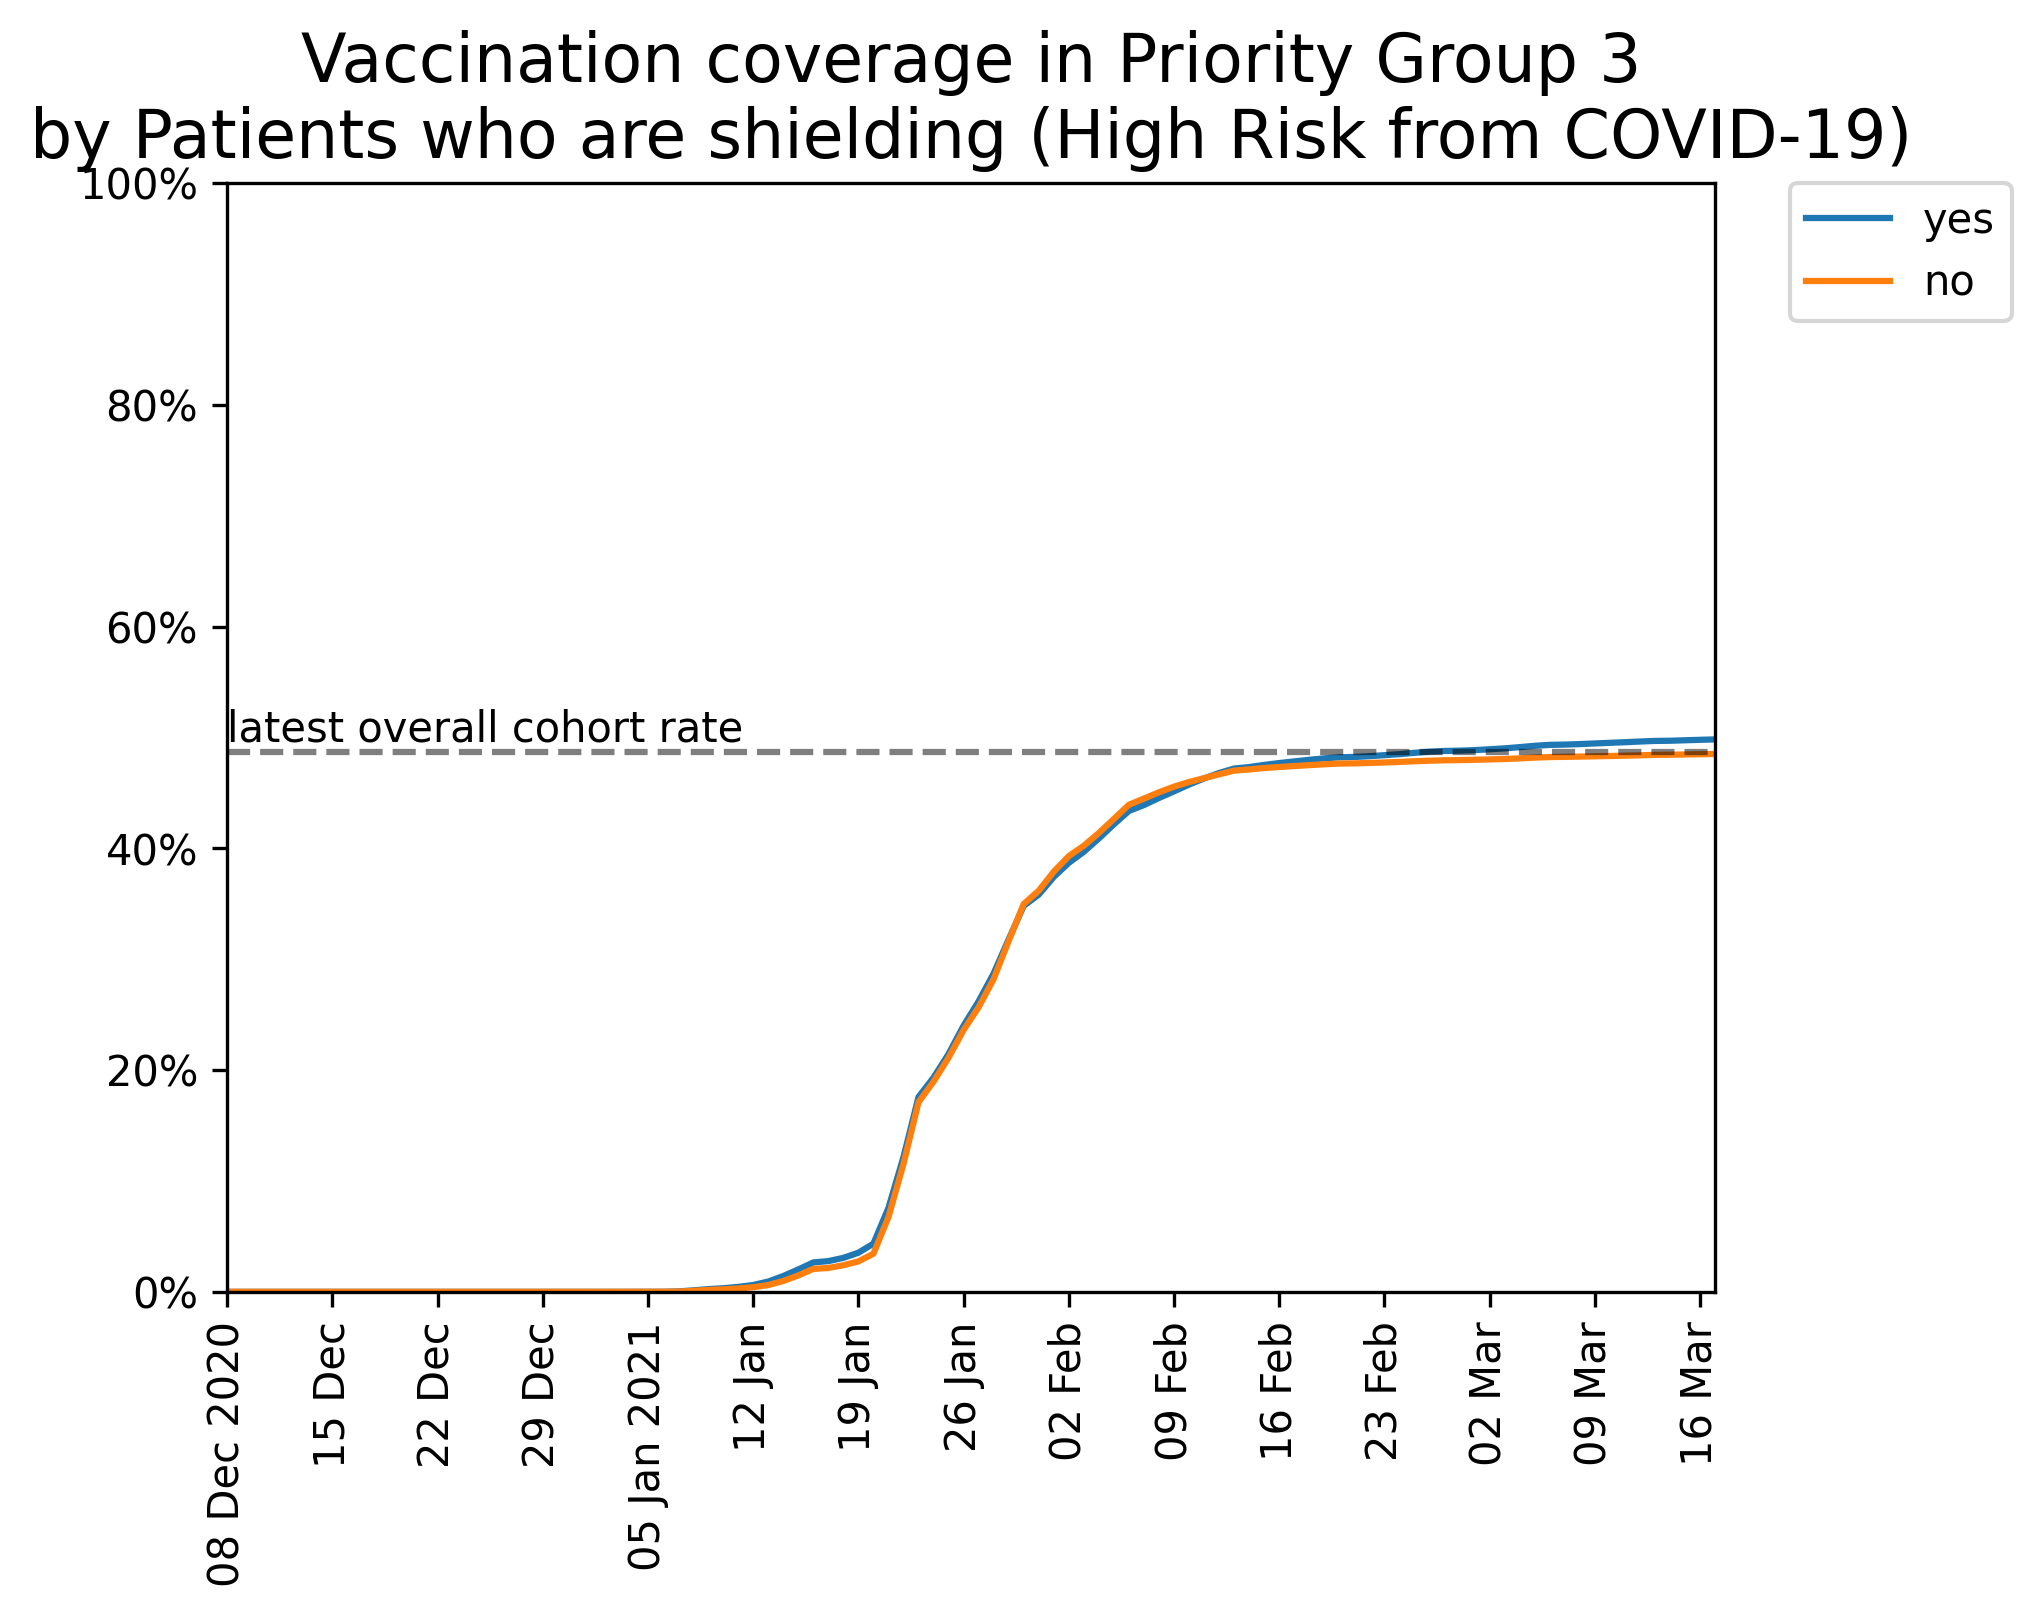 Vaccination coverage in Priority Group 3
by Patients who are shielding (High Risk from COVID-19)
100%
80%
60%
40%
20%
0%
latest overall cohort rate
yes
no
08 Dec 2020
15 Dec
22 Dec
29 Dec
05 Jan 2021
12 Jan
19 Jan
26 Jan
02 Feb
09 Feb
16 Feb
23 Feb
02 Mar
09 Mar
16 Mar